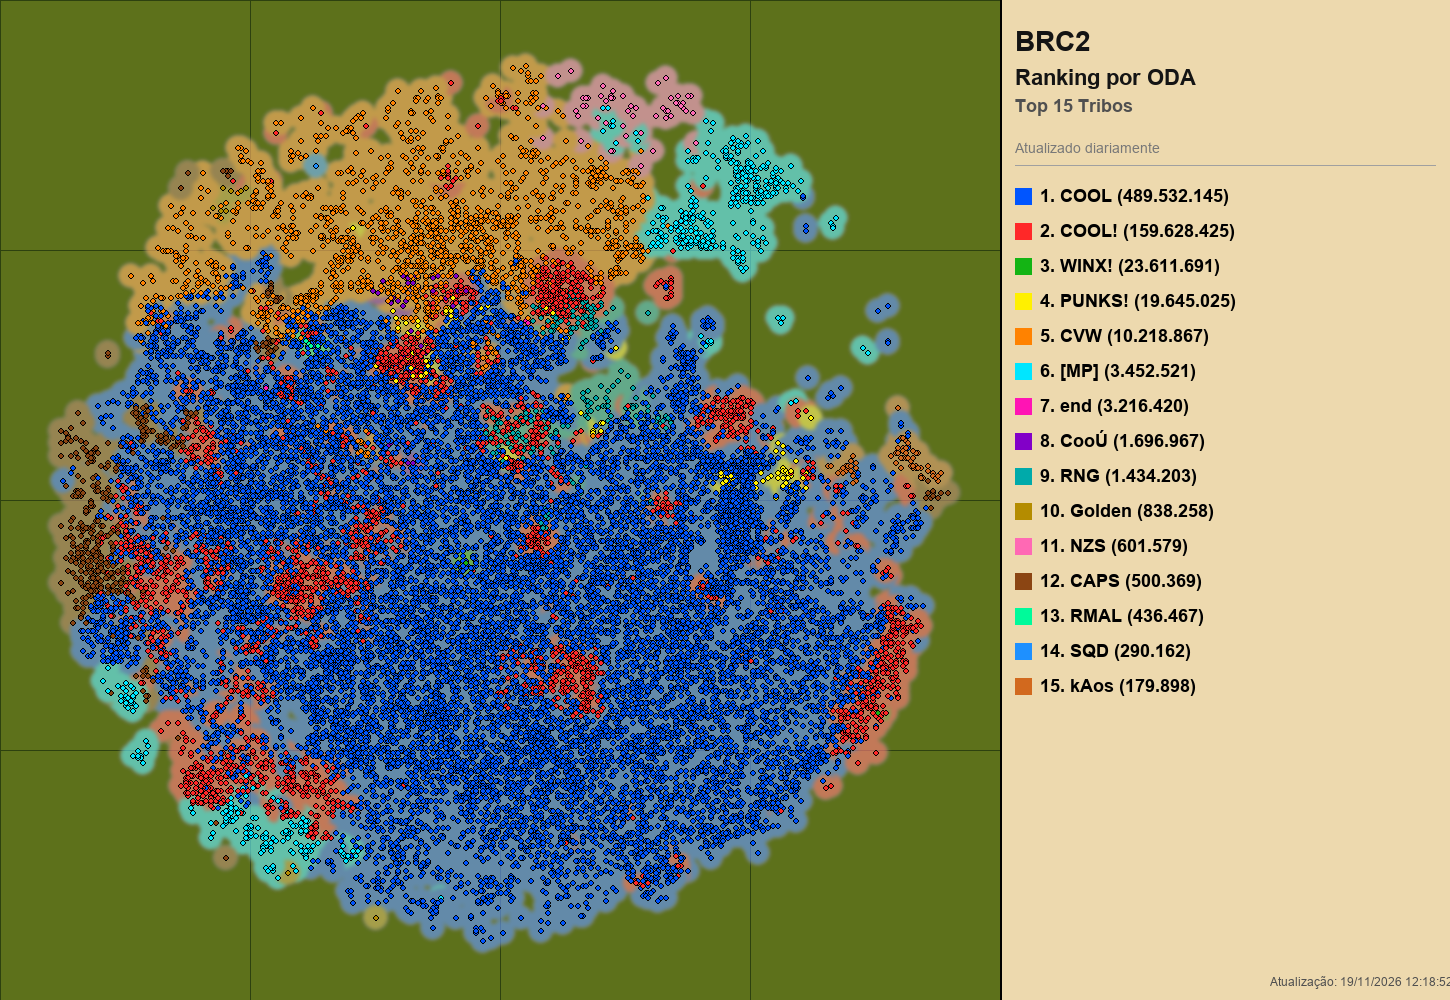 BRC2
Ranking por ODA
Top 15 Tribos
Atualizado diariamente
1. COOL (489.532.145)
2. COOL! (159.628.425)
3. WINX! (23.611.691)
4. PUNKS! (19.645.025)
5. CVW (10.218.867)
6. [MP] (3.452.521)
7. end (3.216.420)
8. CooÚ (1.696.967)
9. RNG (1.434.203)
10. Golden (838.258)
11. NZS (601.579)
12. CAPS (500.369)
13. RMAL (436.467)
14. SQD (290.162)
15. kAos (179.898)
Atualização: 19/11/2026 12:18:52